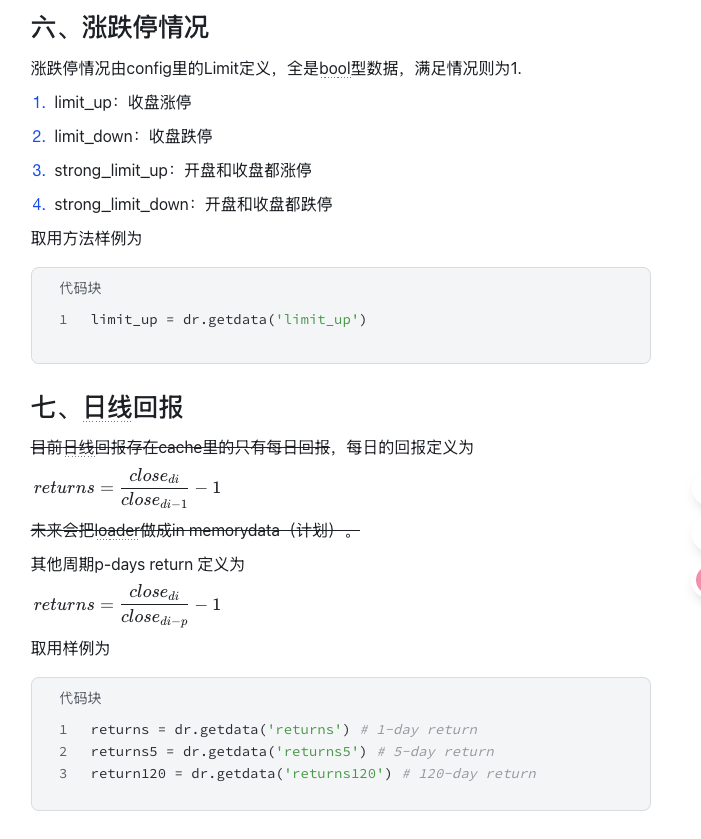 六、涨跌停情况
涨跌停情况由config里的Limit定义，全是bool型数据，满足情况则为1.
1. limit_up：收盘涨停
2. limit_down：收盘跌停
3. strong_limit_up：开盘和收盘都涨停
4. strong_limit_down：开盘和收盘都跌停
取用方法样例为
代码块
1 limit_up = dr.getdata('limit_up')
七、日线回报
目前日线回报存在cache里的只有每日回报，每日的回报定义为
returns = \frac{close_{di}}{close_{di-1}} - 1
未来会把loader做成in memorydata（计划）。
其他周期p-days return 定义为
returns = \frac{close_{di}}{close_{di-p}} - 1
取用样例为
代码块
1 returns = dr.getdata('returns') # 1-day return
2 returns5 = dr.getdata('returns5') # 5-day return
3 return120 = dr.getdata('returns120') # 120-day return